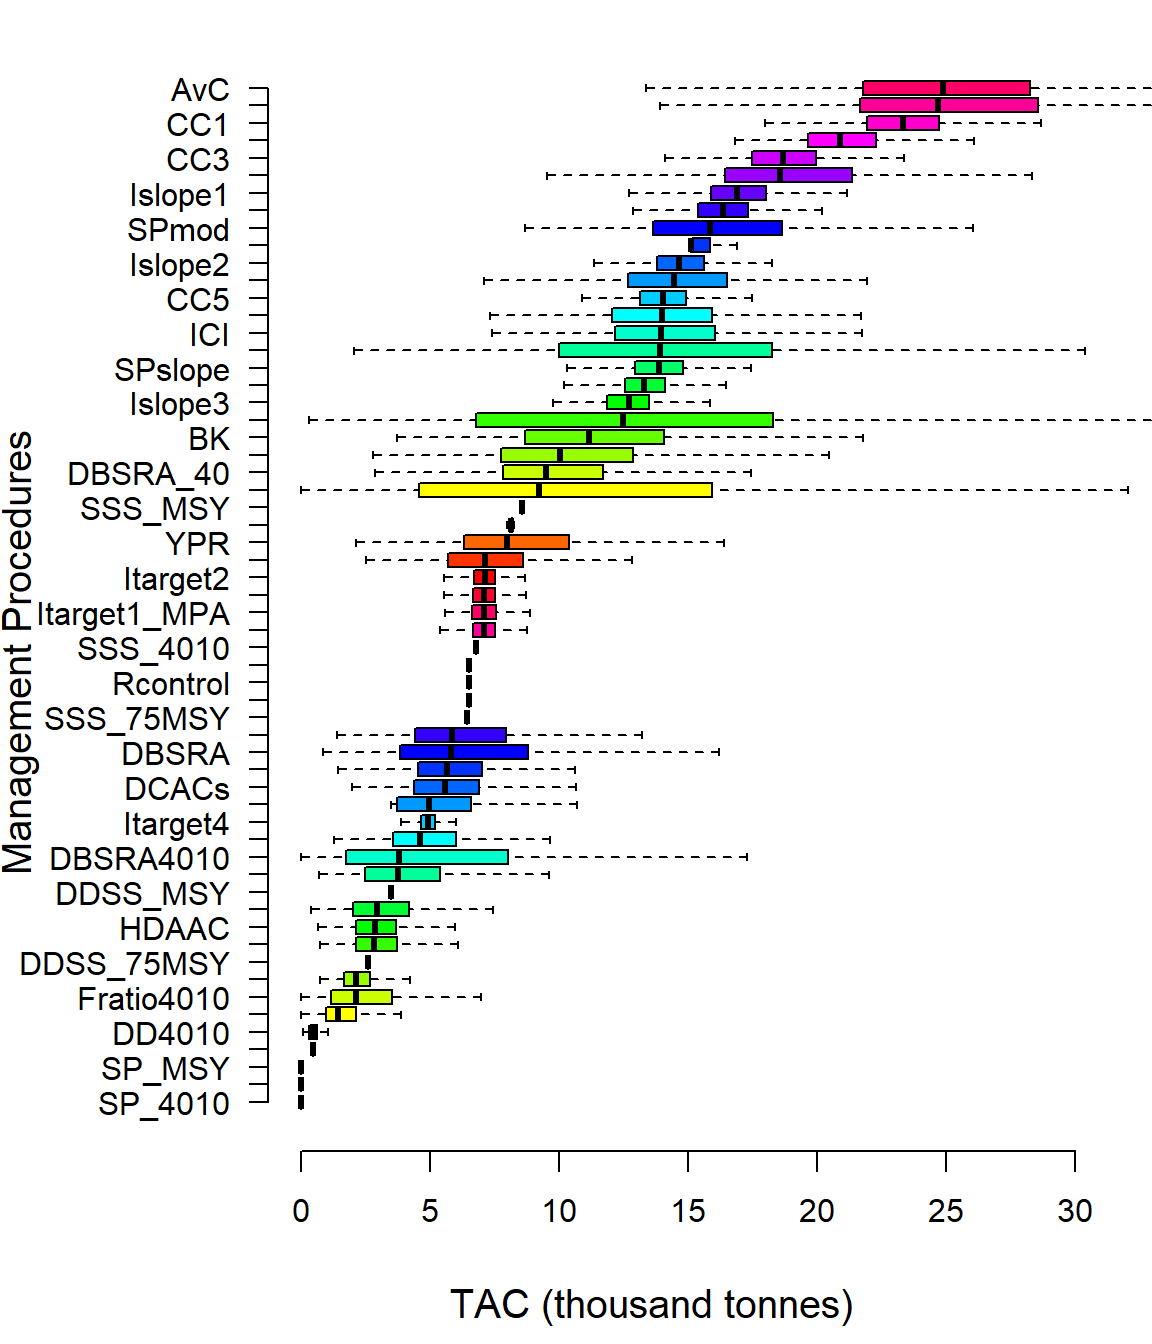 AvC
CC1
CC3
Islope1
SPmod
Islope2
CC5
ICI
SPslope
Islope3
BK
DBSRA_40
SSS_MSY
YPR
Itarget2
Itarget1_MPA
SSS_4010
Rcontrol
SSS_75MSY
DBSRA
DCACs
Itarget4
DBSRA4010
DDSS_MSY
HDAAC
DDSS_75MSY
Fratio4010
DD4010
SP_MSY
SP_4010
Management Procedures
0 5 10 15 20 25 30
TAC (thousand tonnes)